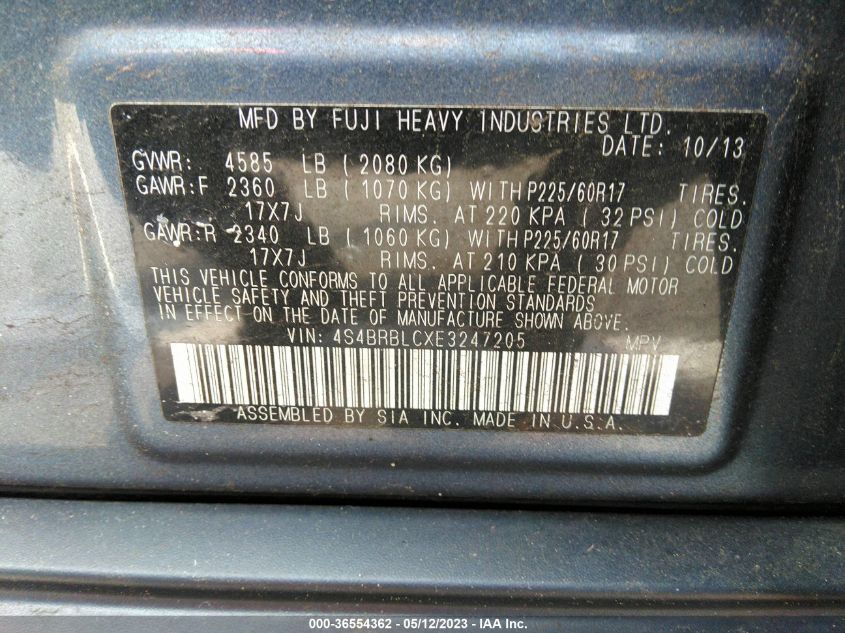 MFD BY FUJI HEAVY INDUSTRIES LTD.
DATE: 10/13
GVWR: 4585 LB ( 2080 KG)
GAWR:F 2360 LB ( 1070 KG) WITH P225/60R17 TIRES.
17X7J RIMS. AT 220 KPA ( 32 PSI) COLD
GAWR:R 2340 LB ( 1060 KG) WITH P225/60R17 TIRES.
17X7J RIMS. AT 210 KPA ( 30 PSI) COLD
THIS VEHICLE CONFORMS TO ALL APPLICABLE FEDERAL MOTOR
VEHICLE SAFETY AND THEFT PREVENTION STANDARDS
IN EFFECT ON THE DATE OF MANUFACTURE SHOWN ABOVE.
VIN: 4S4BRBLCXE3247205 MPV
ASSEMBLED BY SIA INC. MADE IN U.S.A.
000-36554362 - 05/12/2023 - IAA Inc.